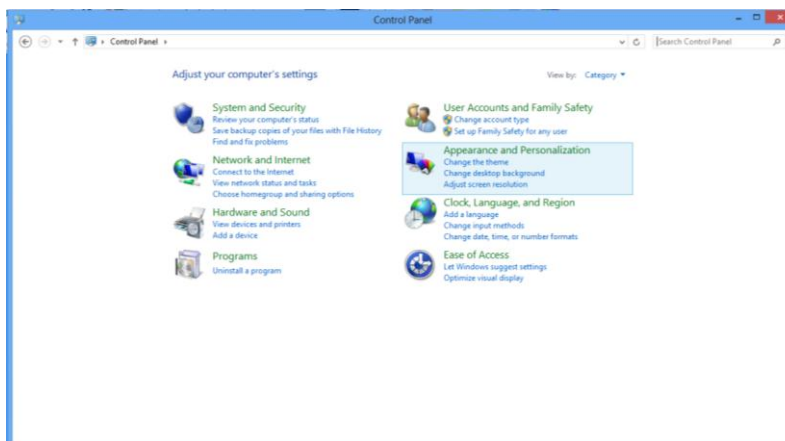 Control Panel
Control Panel
Search Control Panel
Adjust your computer's settings
View by: Category
System and Security
Review your computer's status
Save backup copies of your files with File History
Find and fix problems
Network and Internet
Connect to the Internet
View network status and tasks
Choose homegroup and sharing options
Hardware and Sound
View devices and printers
Add a device
Programs
Uninstall a program
User Accounts and Family Safety
Change account type
Set up Family Safety for any user
Appearance and Personalization
Change the theme
Change desktop background
Adjust screen resolution
Clock, Language, and Region
Add a language
Change input methods
Change date, time, or number formats
Ease of Access
Let Windows suggest settings
Optimize visual display